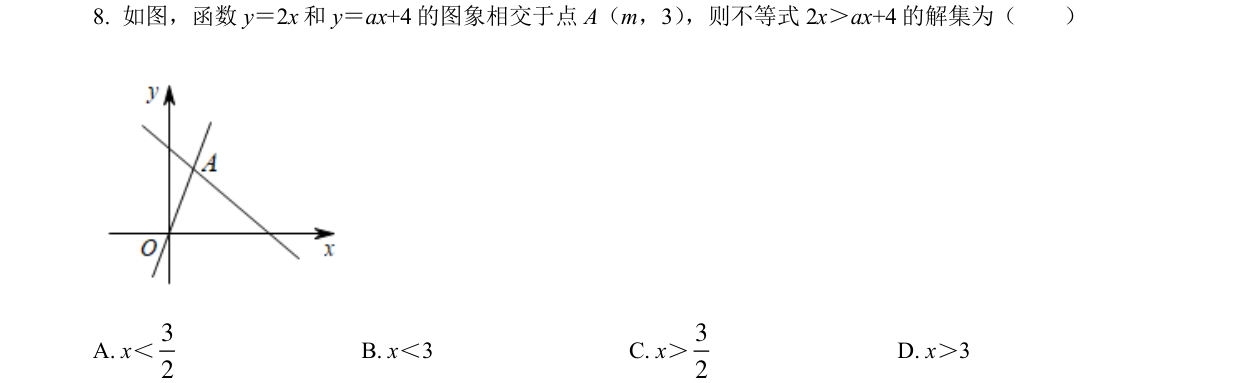 8. 如图，函数 y＝2x 和 y＝ax+4 的图象相交于点 A（m，3），则不等式 2x＞ax+4 的解集为（　　）
y
A
O
x
A. x＜3/2　B. x＜3　C. x＞3/2　D. x＞3